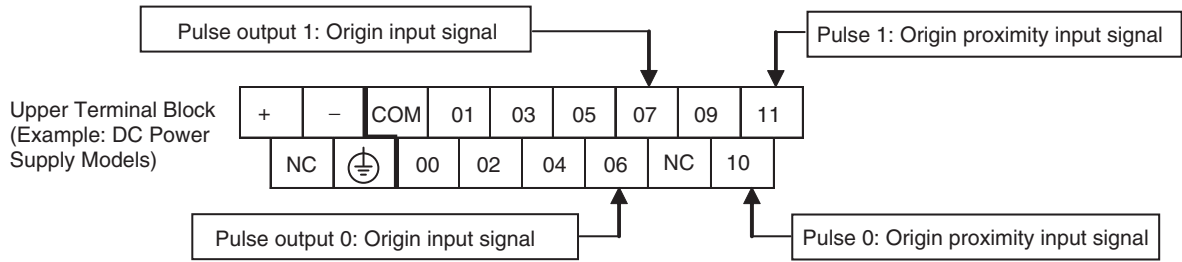 Pulse output 1: Origin input signal
Pulse 1: Origin proximity input signal
Upper Terminal Block
(Example: DC Power
Supply Models)
+ – COM 01 03 05 07 09 11
NC 00 02 04 06 NC 10
Pulse output 0: Origin input signal
Pulse 0: Origin proximity input signal